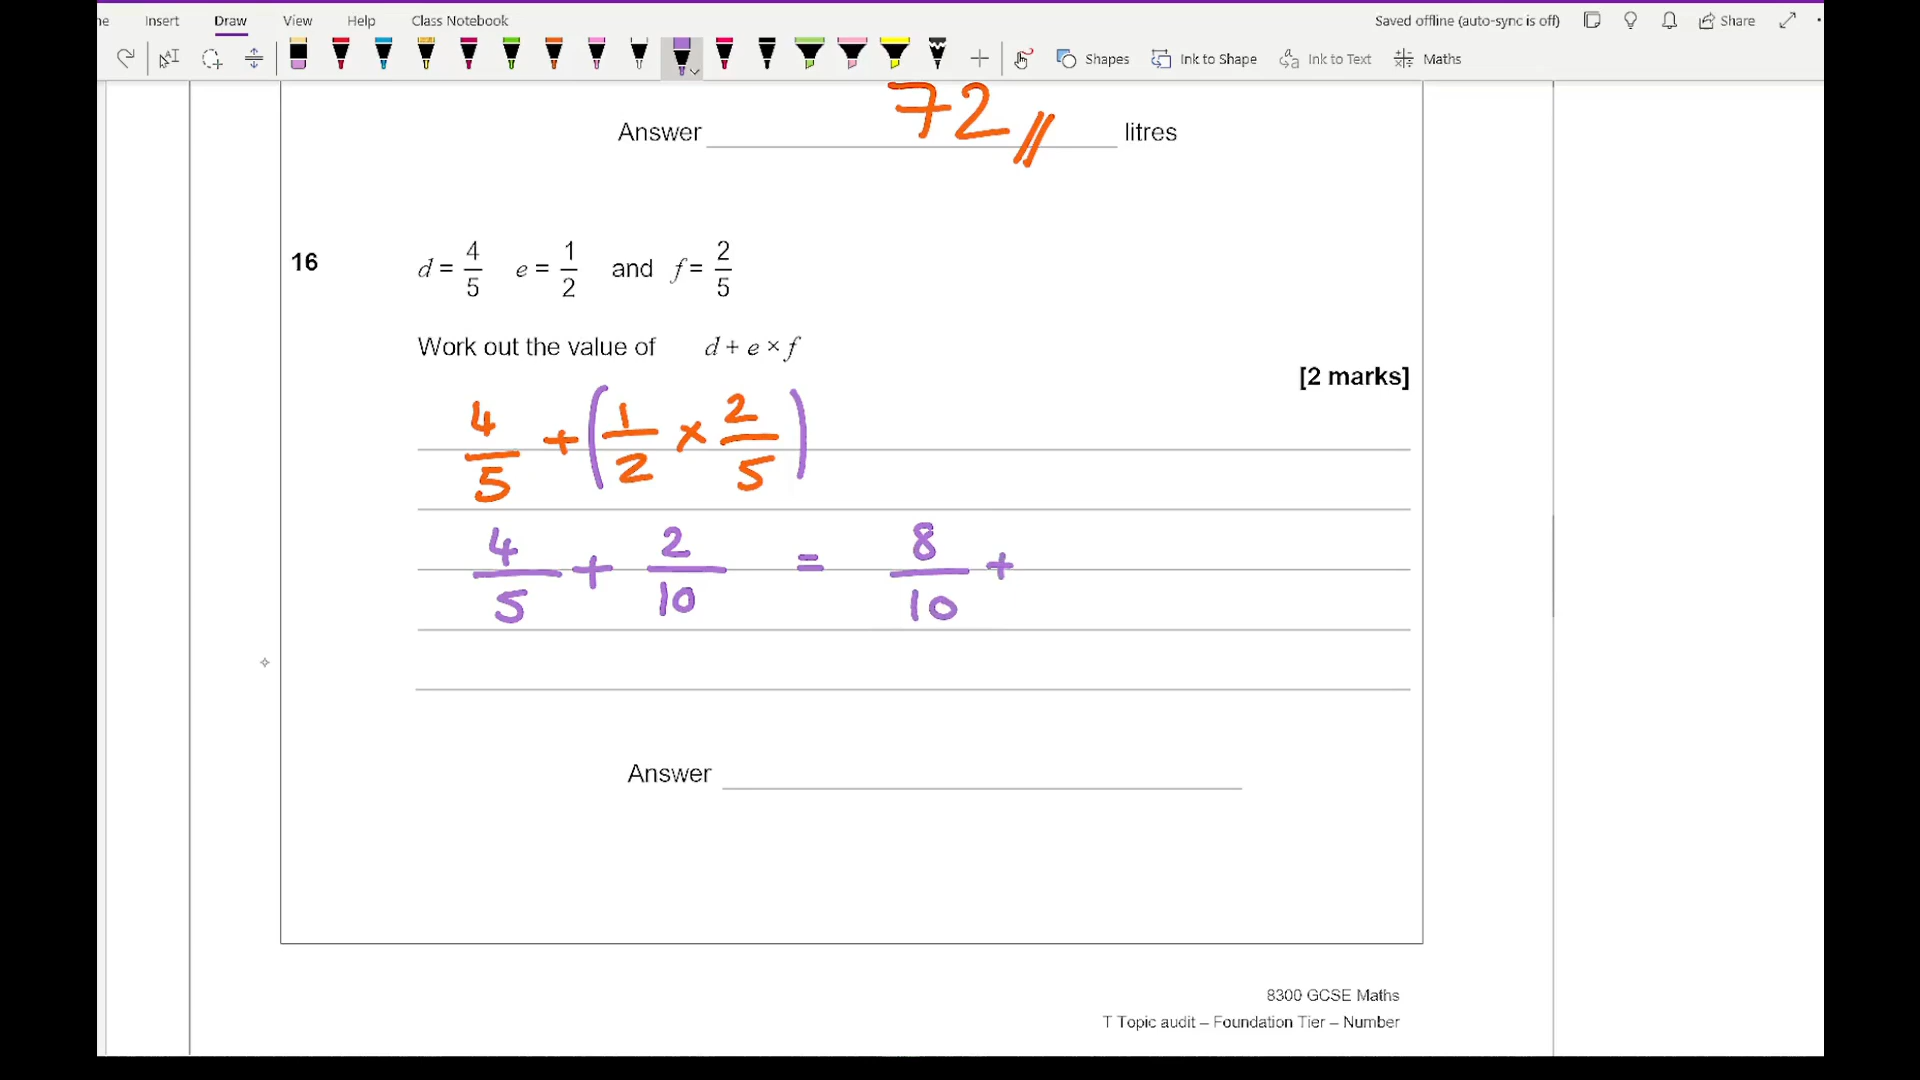 Insert Draw View Help Class Notebook Saved offline (auto-sync is off) Share
Shapes Ink to Shape Ink to Text Maths
72
Answer litres
16 d = 4/5 e = 1/2 and f = 2/5
Work out the value of d + e × f
[2 marks]
4/5 + (1/2 × 2/5)
4/5 + 2/10 = 8/10 +
Answer
8300 GCSE Maths
T Topic audit – Foundation Tier – Number